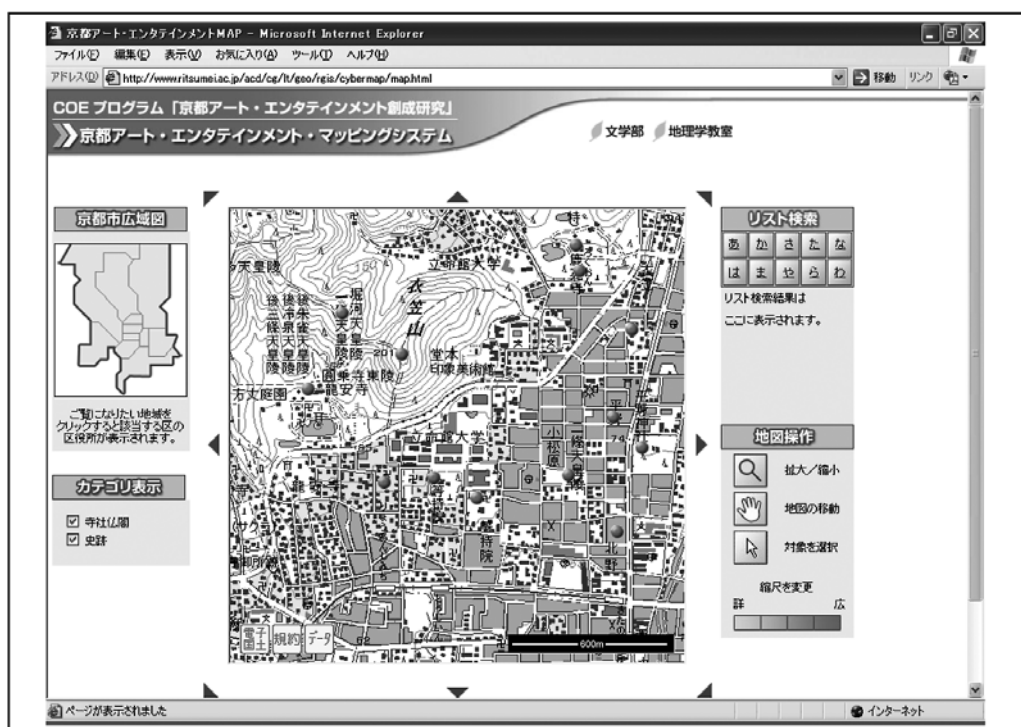 京都アート・エンタテインメントMAP - Microsoft Internet Explorer
ファイル(F) 編集(E) 表示(V) お気に入り(A) ツール(T) ヘルプ(H)
アドレス(D) http://www.ritsumei.ac.jp/acd/cg/lt/geo/rgis/cybermap/map.html 移動 リンク
COE プログラム「京都アート・エンタテインメント創成研究」
京都アート・エンタテインメント・マッピングシステム
文学部 地理学教室
京都市広域図
ご覧になりたい地域を
クリックすると該当する区の
区役所が表示されます。
カテゴリ表示
寺社仏閣
史跡
立命館大学
衣笠山
堀河天皇陵
一条天皇陵
後朱雀天皇陵
後冷泉天皇陵
後三條天皇陵
201
堂本
印象美術館
円乗寺東陵
龍安寺
方丈庭園
立命館大学
小松原
二條天皇陵
等持院
北野
62
電子国土
規約
データ
600m
リスト検索
あ か さ た な
は ま や ら わ
リスト検索結果は
ここに表示されます。
地図操作
拡大/縮小
地図の移動
対象を選択
縮尺を変更
詳 広
ページが表示されました
インターネット